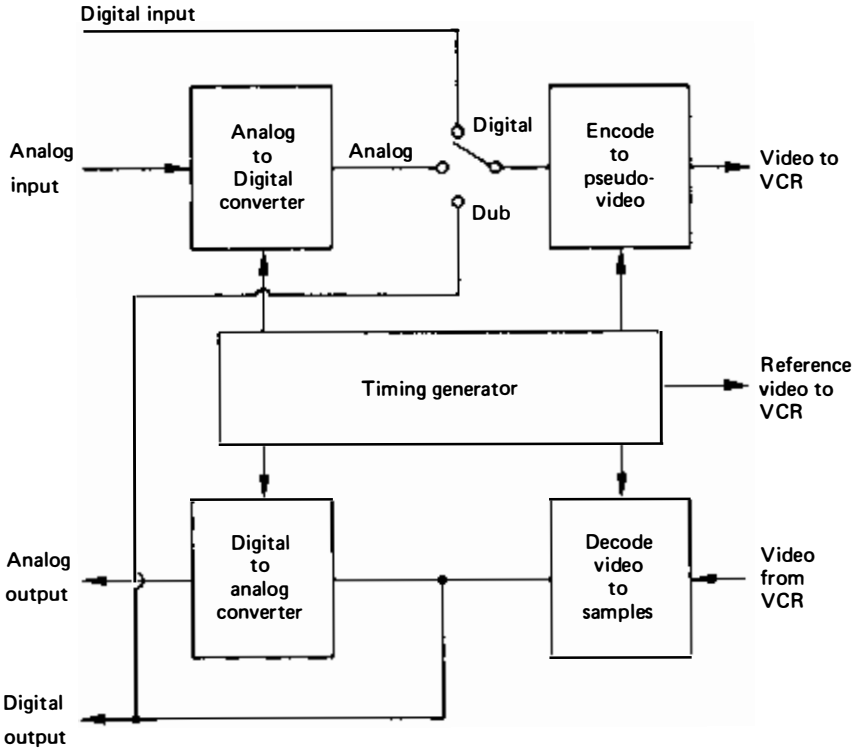 Digital input
Analog
input
Analog
to
Digital
converter
Analog
Digital
Dub
Encode
to
pseudo-
video
Video to
VCR
Timing generator
Reference
video to
VCR
Analog
output
Digital
to
analog
converter
Decode
video
to
samples
Video
from
VCR
Digital
output